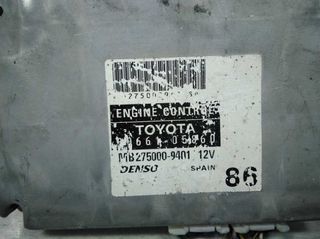 ENGINE CONTROL
TOYOTA
MB275000-9401 12V
DENSO SPAIN 86